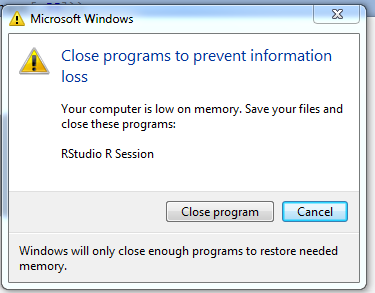 Microsoft Windows
Close programs to prevent information
loss
Your computer is low on memory. Save your files and
close these programs:
RStudio R Session
Close program
Cancel
Windows will only close enough programs to restore needed
memory.